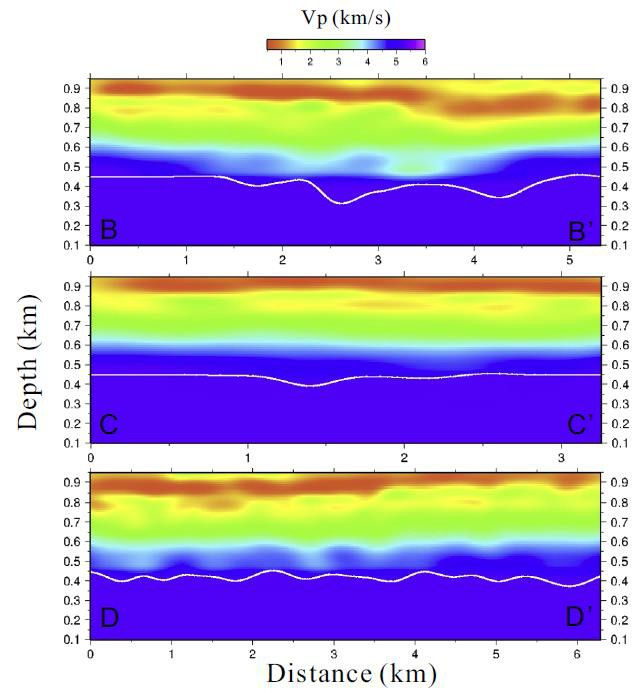 Vp (km/s)
1 2 3 4 5 6
0.9 0.9
0.8 0.8
0.7 0.7
0.6 0.6
0.5 0.5
0.4 0.4
0.3 0.3
0.2 0.2
0.1 0.1
B B'
0 1 2 3 4 5
0.9 0.9
0.8 0.8
0.7 0.7
0.6 0.6
0.5 0.5
0.4 0.4
0.3 0.3
0.2 0.2
0.1 0.1
C C'
0 1 2 3
Depth (km)
0.9 0.9
0.8 0.8
0.7 0.7
0.6 0.6
0.5 0.5
0.4 0.4
0.3 0.3
0.2 0.2
0.1 0.1
D D'
0 1 2 3 4 5 6
Distance (km)